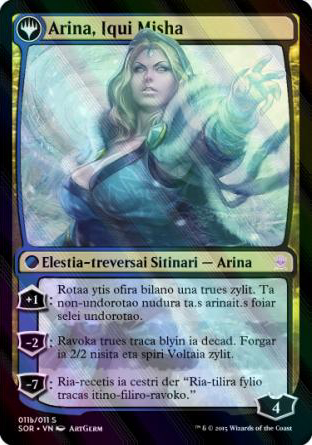 Arina, Iqui Misha
Elestia-treversai Sitinari — Arina
+1: Rotaa ytis ofira bilano una trues zylit. Ta
non-undorotao nudura ta.s arinait.s foiar
selei undorotao.
-2: Ravoka trues traca blyin ia decad. Forgar
ia 2/2 nisita eta spiri Voltaia zylit.
-7: Ria-recetis ia cestri der “Ria-tilira fylio
tracas itino-filiro-ravoko.”
4
011b/011 S
SOR • VN ArtGerm
™ & © 2015 Wizards of the Coast